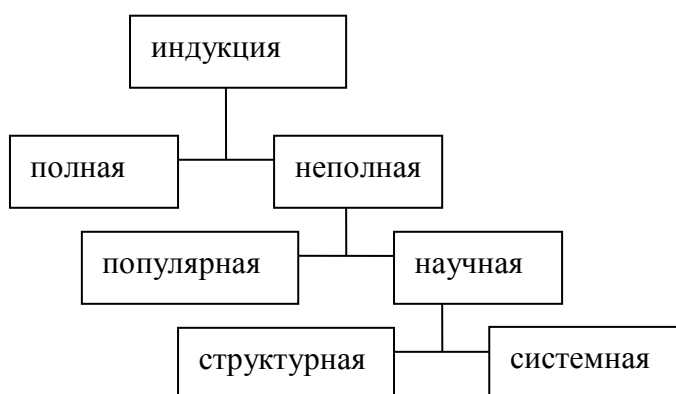 индукция
полная
неполная
популярная
научная
структурная
системная